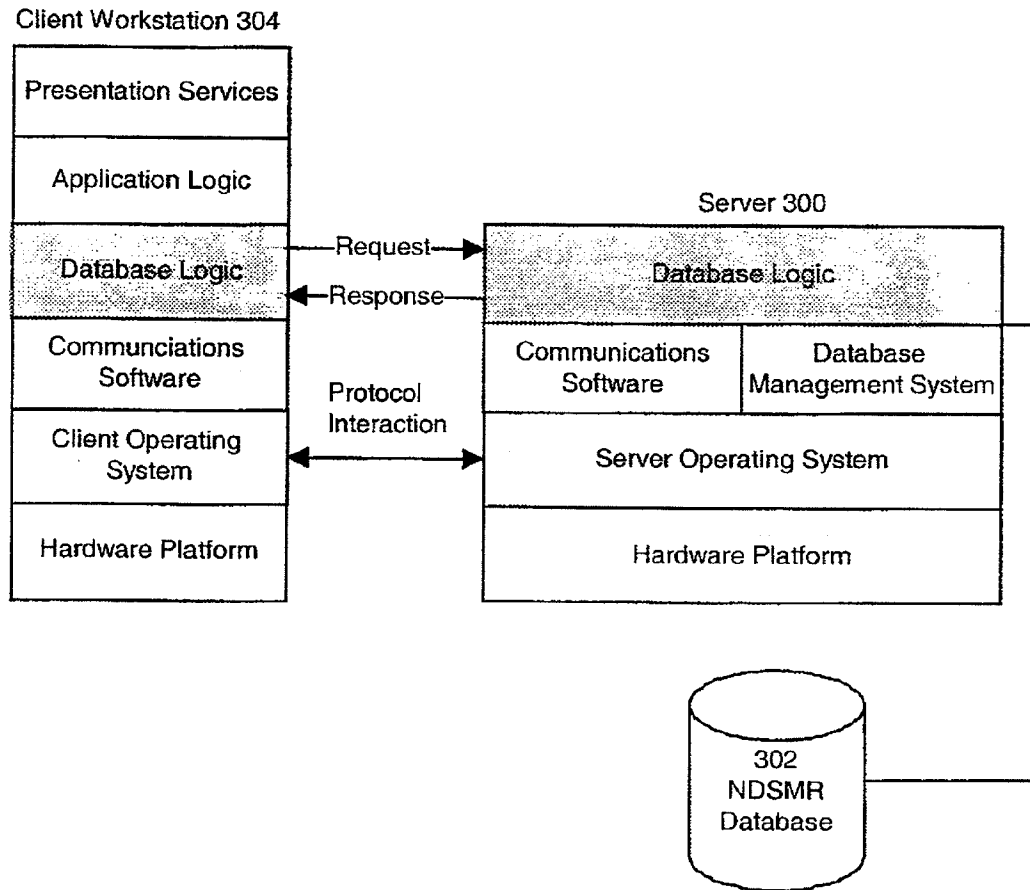 Client Workstation 304
Presentation Services
Application Logic
Database Logic
Communciations
Software
Client Operating
System
Hardware Platform
Request
Response
Protocol
Interaction
Server 300
Database Logic
Communications
Software
Database
Management System
Server Operating System
Hardware Platform
302
NDSMR
Database